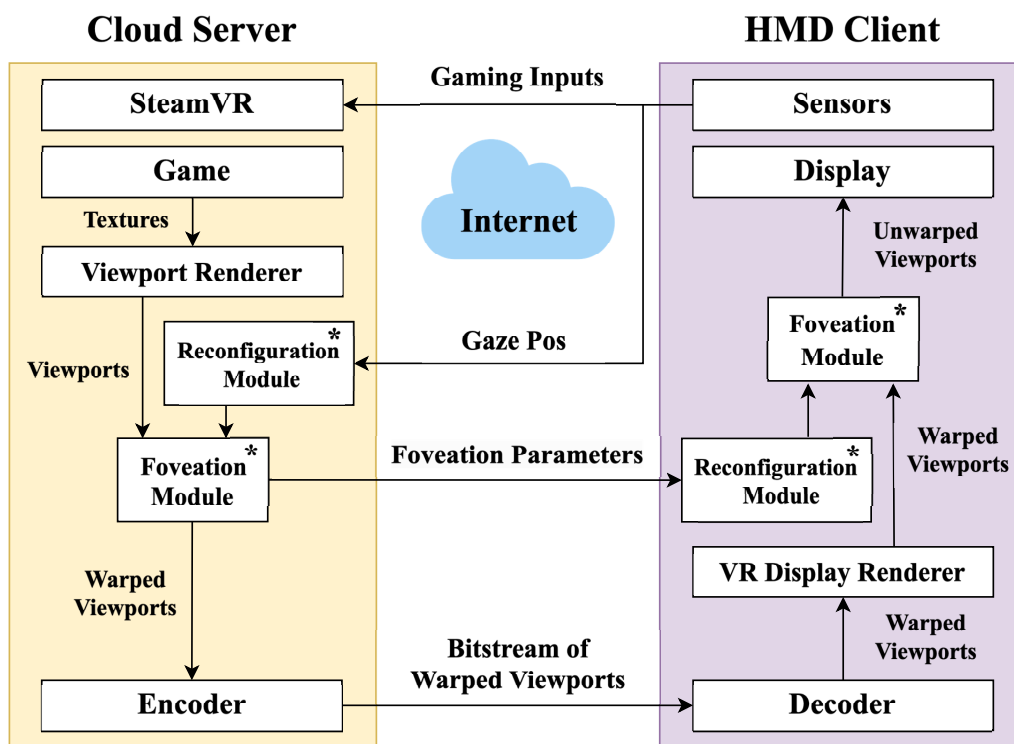 Cloud Server
HMD Client
Gaming Inputs
SteamVR
Sensors
Game
Display
Internet
Textures
Unwarped
Viewports
Viewport Renderer
Reconfiguration*
Module
Gaze Pos
Foveation*
Module
Viewports
Foveation*
Module
Foveation Parameters
Reconfiguration*
Module
Warped
Viewports
VR Display Renderer
Warped
Viewports
Warped
Viewports
Bitstream of
Warped Viewports
Encoder
Decoder